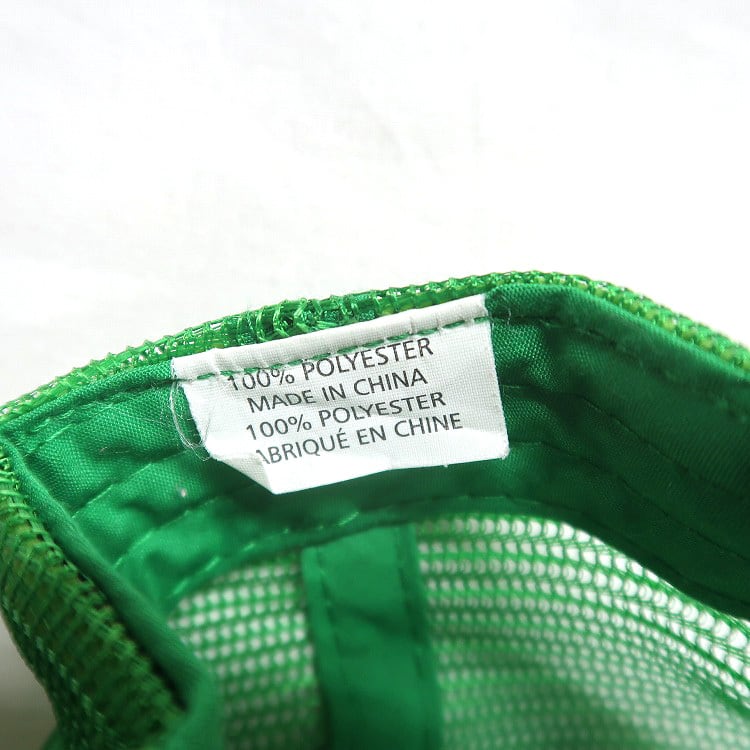 100% POLYESTER
MADE IN CHINA
100% POLYESTER
ABRIQUÉ EN CHINE